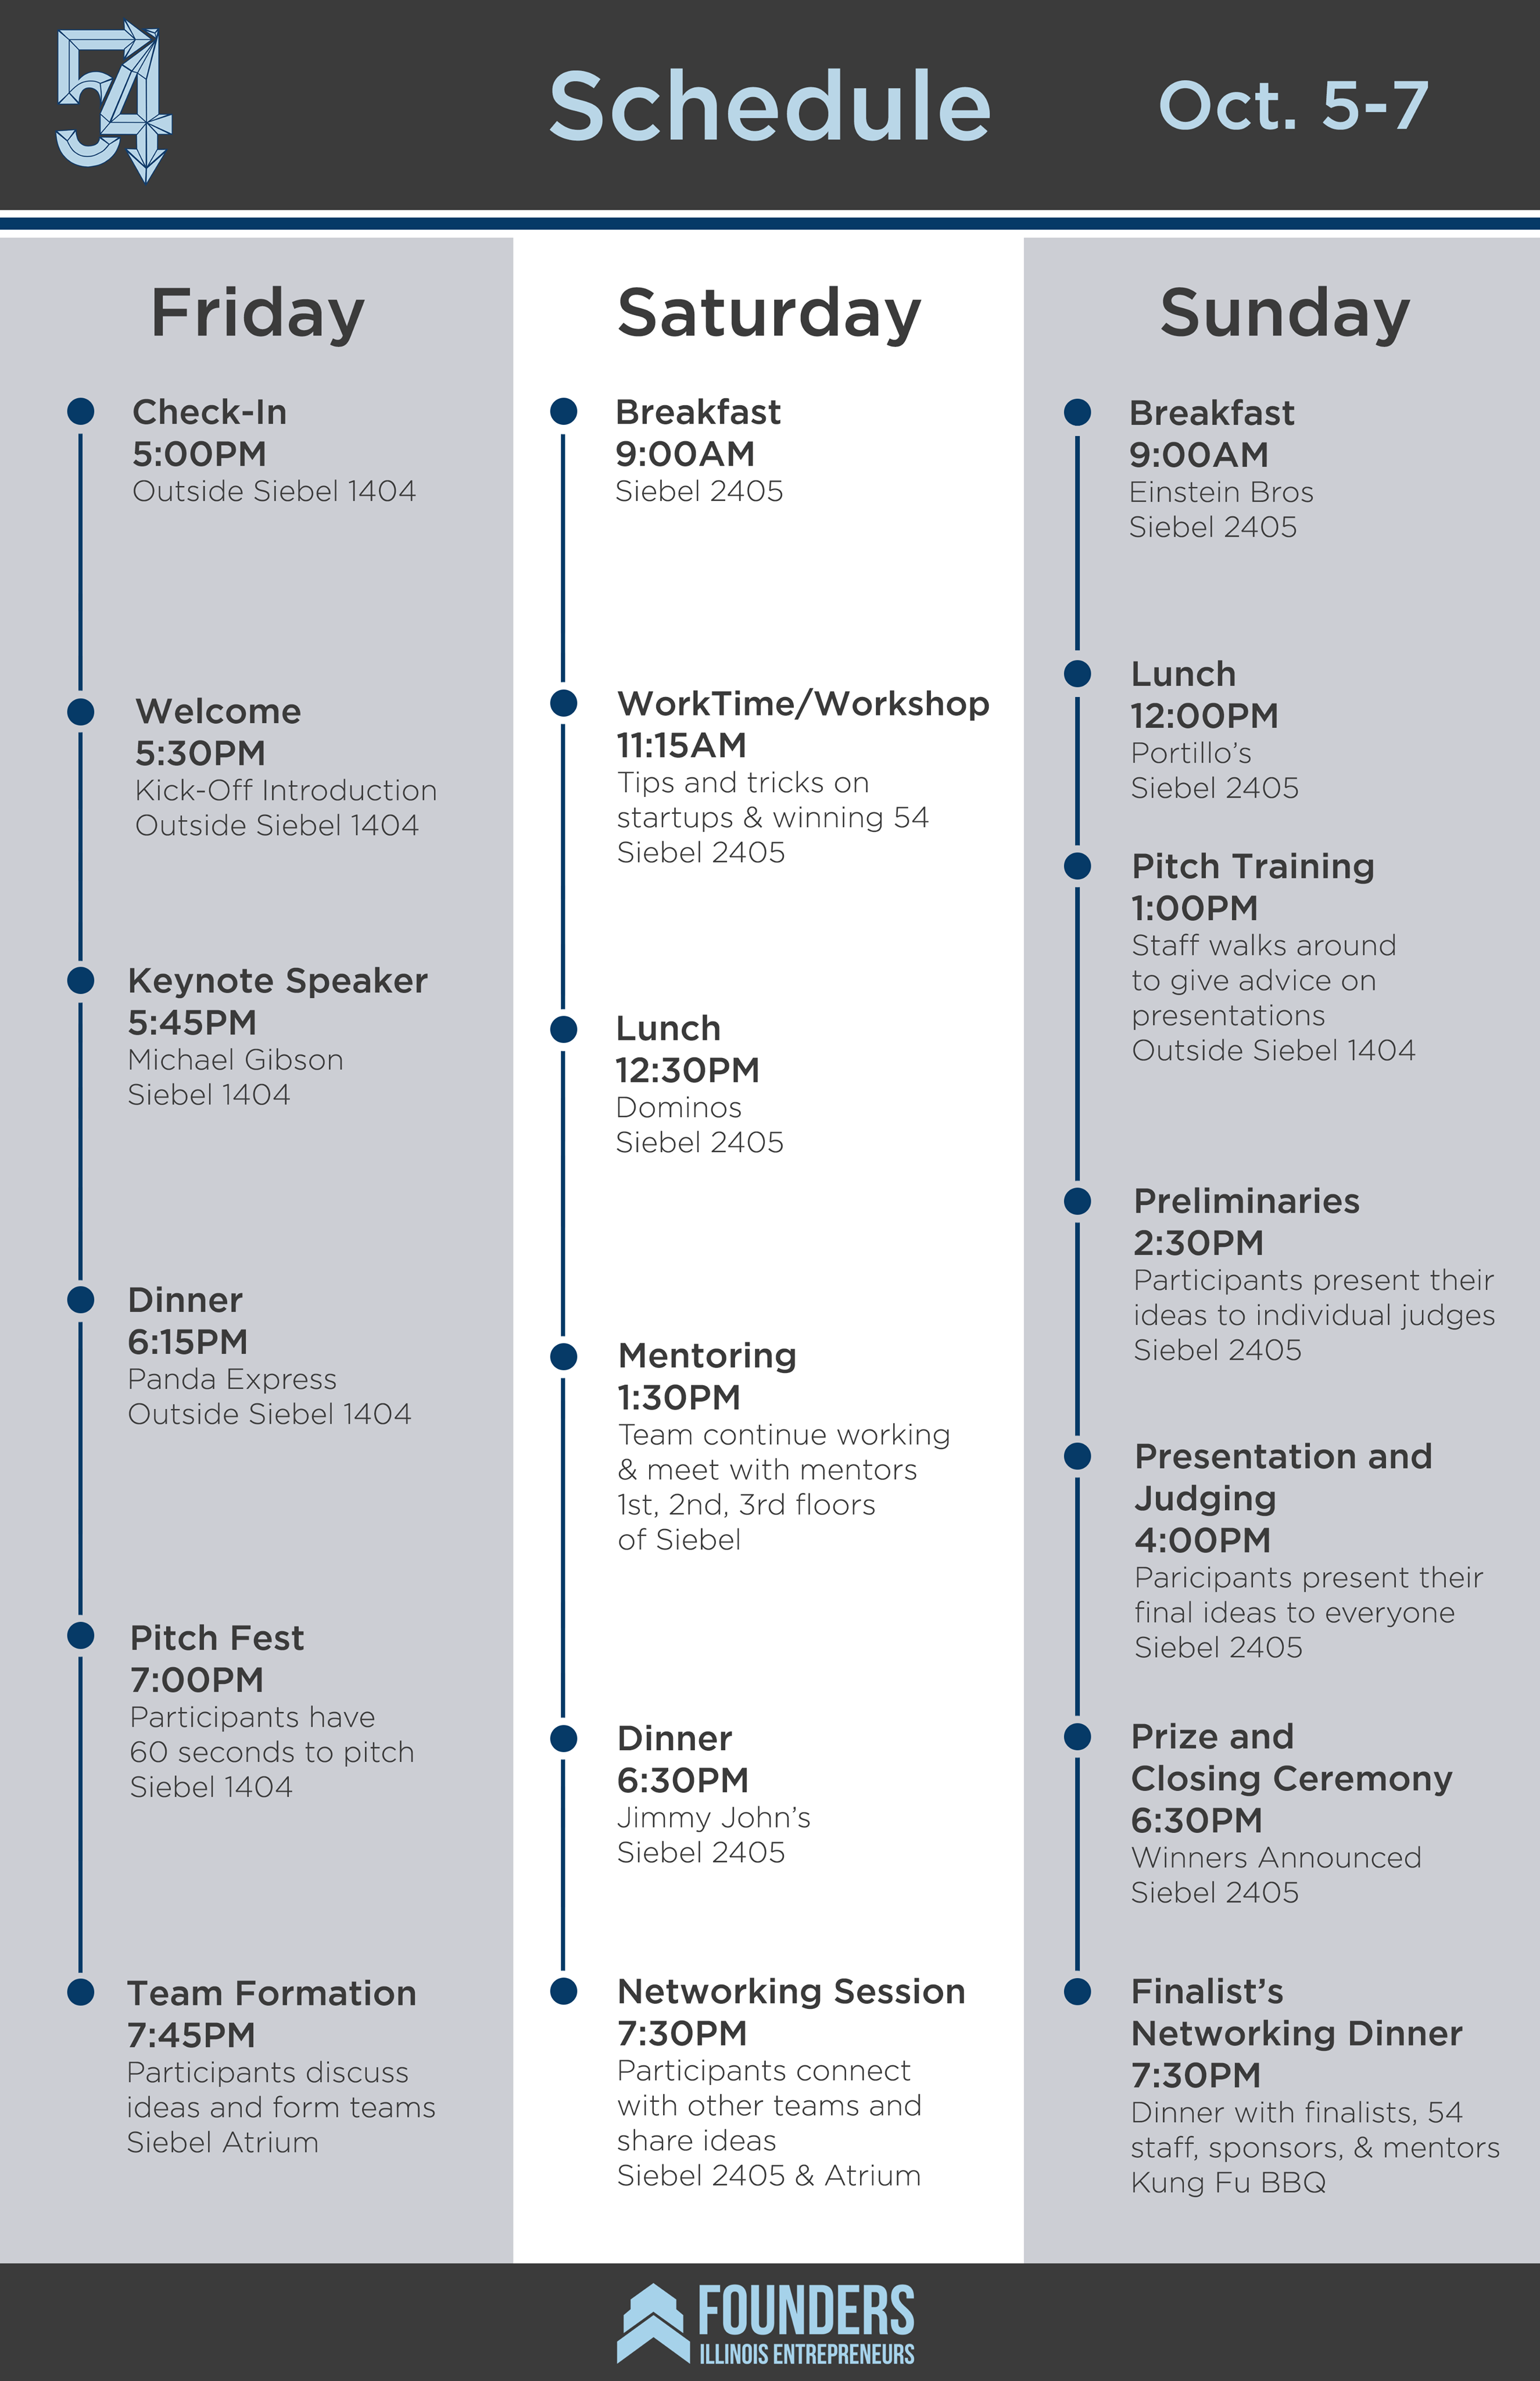 54
Schedule
Oct. 5-7
Friday
Check-In
5:00PM
Outside Siebel 1404
Welcome
5:30PM
Kick-Off Introduction
Outside Siebel 1404
Keynote Speaker
5:45PM
Michael Gibson
Siebel 1404
Dinner
6:15PM
Panda Express
Outside Siebel 1404
Pitch Fest
7:00PM
Participants have
60 seconds to pitch
Siebel 1404
Team Formation
7:45PM
Participants discuss
ideas and form teams
Siebel Atrium
Saturday
Breakfast
9:00AM
Siebel 2405
WorkTime/Workshop
11:15AM
Tips and tricks on
startups & winning 54
Siebel 2405
Lunch
12:30PM
Dominos
Siebel 2405
Mentoring
1:30PM
Team continue working
& meet with mentors
1st, 2nd, 3rd floors
of Siebel
Dinner
6:30PM
Jimmy John's
Siebel 2405
Networking Session
7:30PM
Participants connect
with other teams and
share ideas
Siebel 2405 & Atrium
Sunday
Breakfast
9:00AM
Einstein Bros
Siebel 2405
Lunch
12:00PM
Portillo's
Siebel 2405
Pitch Training
1:00PM
Staff walks around
to give advice on
presentations
Outside Siebel 1404
Preliminaries
2:30PM
Participants present their
ideas to individual judges
Siebel 2405
Presentation and
Judging
4:00PM
Paricipants present their
final ideas to everyone
Siebel 2405
Prize and
Closing Ceremony
6:30PM
Winners Announced
Siebel 2405
Finalist's
Networking Dinner
7:30PM
Dinner with finalists, 54
staff, sponsors, & mentors
Kung Fu BBQ
FOUNDERS
ILLINOIS ENTREPRENEURS